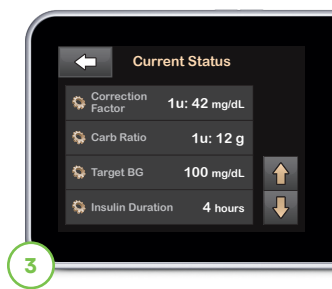 Current Status
Correction Factor 1u: 42 mg/dL
Carb Ratio 1u: 12 g
Target BG 100 mg/dL
Insulin Duration 4 hours
3